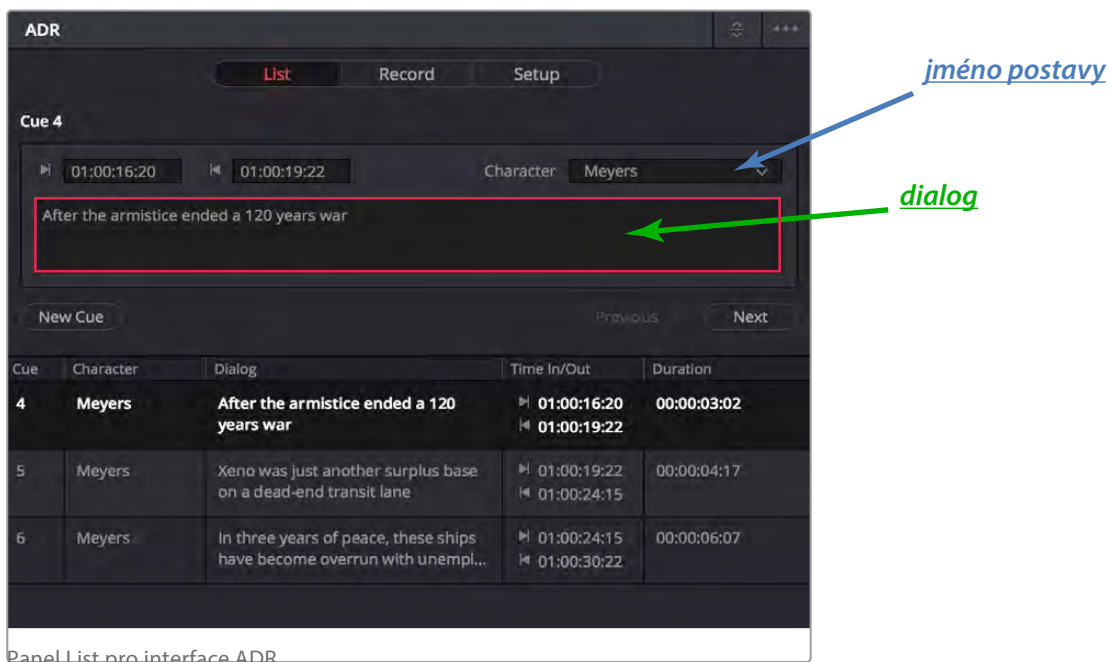 ADR
List Record Setup
jméno postavy
Cue 4
01:00:16:20 01:00:19:22 Character Meyers
dialog
After the armistice ended a 120 years war
New Cue Previous Next
Cue Character Dialog Time In/Out Duration
4 Meyers After the armistice ended a 120 01:00:16:20 00:00:03:02
years war 01:00:19:22
5 Meyers Xeno was just another surplus base 01:00:19:22 00:00:04:17
on a dead-end transit lane 01:00:24:15
6 Meyers In three years of peace, these ships 01:00:24:15 00:00:06:07
have become overrun with unempl... 01:00:30:22
Panel List pro interface ADR